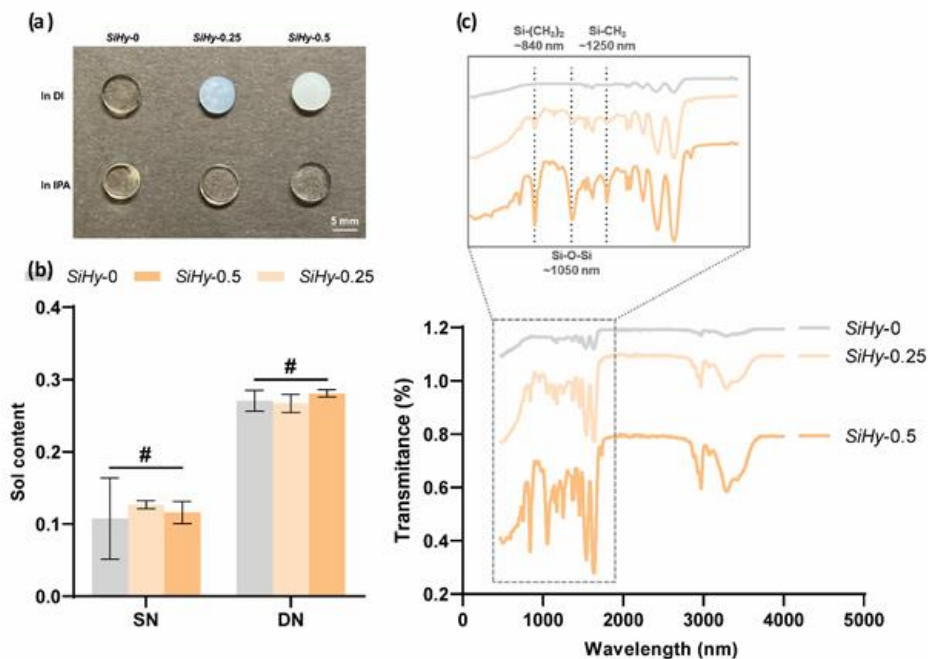 (a)
SiHy-0 SiHy-0.25 SiHy-0.5
In DI
In IPA
5 mm
(b)
SiHy-0 SiHy-0.5 SiHy-0.25
0.4
0.3
0.2
0.1
0.0
Sol content
# #
SN DN
(c)
Si-(CH3)2 Si-CH3
~840 nm ~1250 nm
Si-O-Si
~1050 nm
1.2
1.0
0.8
0.6
0.4
0.2
Transmitance (%)
SiHy-0
SiHy-0.25
SiHy-0.5
0 1000 2000 3000 4000 5000
Wavelength (nm)